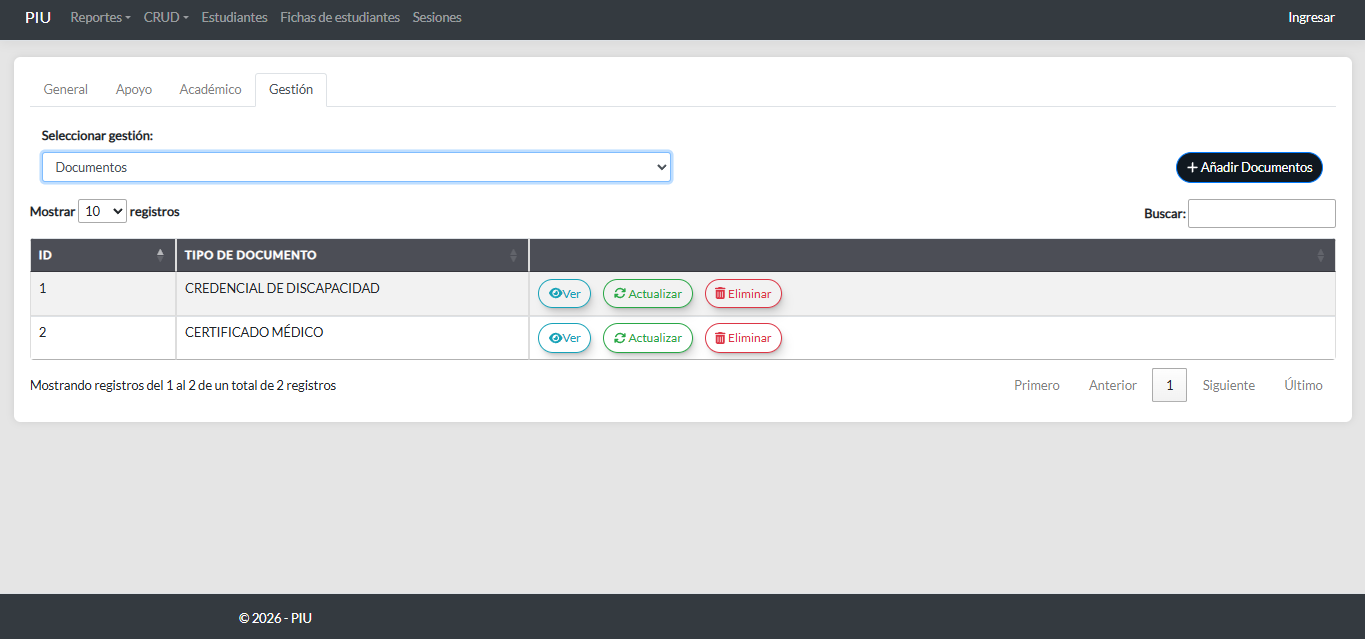 PIU Reportes CRUD Estudiantes Fichas de estudiantes Sesiones Ingresar
General Apoyo Académico Gestión
Seleccionar gestión:
Documentos + Añadir Documentos
Mostrar 10 registros Buscar:
ID TIPO DE DOCUMENTO
1 CREDENCIAL DE DISCAPACIDAD Ver Actualizar Eliminar
2 CERTIFICADO MÉDICO Ver Actualizar Eliminar
Mostrando registros del 1 al 2 de un total de 2 registros Primero Anterior 1 Siguiente Último
© 2026 - PIU